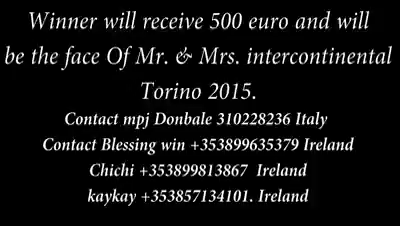 Winner will receive 500 euro and will
be the face Of Mr. & Mrs. intercontinental
Torino 2015.
Contact mpj Donbale 310228236 Italy
Contact Blessing win +353899635379 Ireland
Chichi +353899813867 Ireland
kaykay +353857134101. Ireland